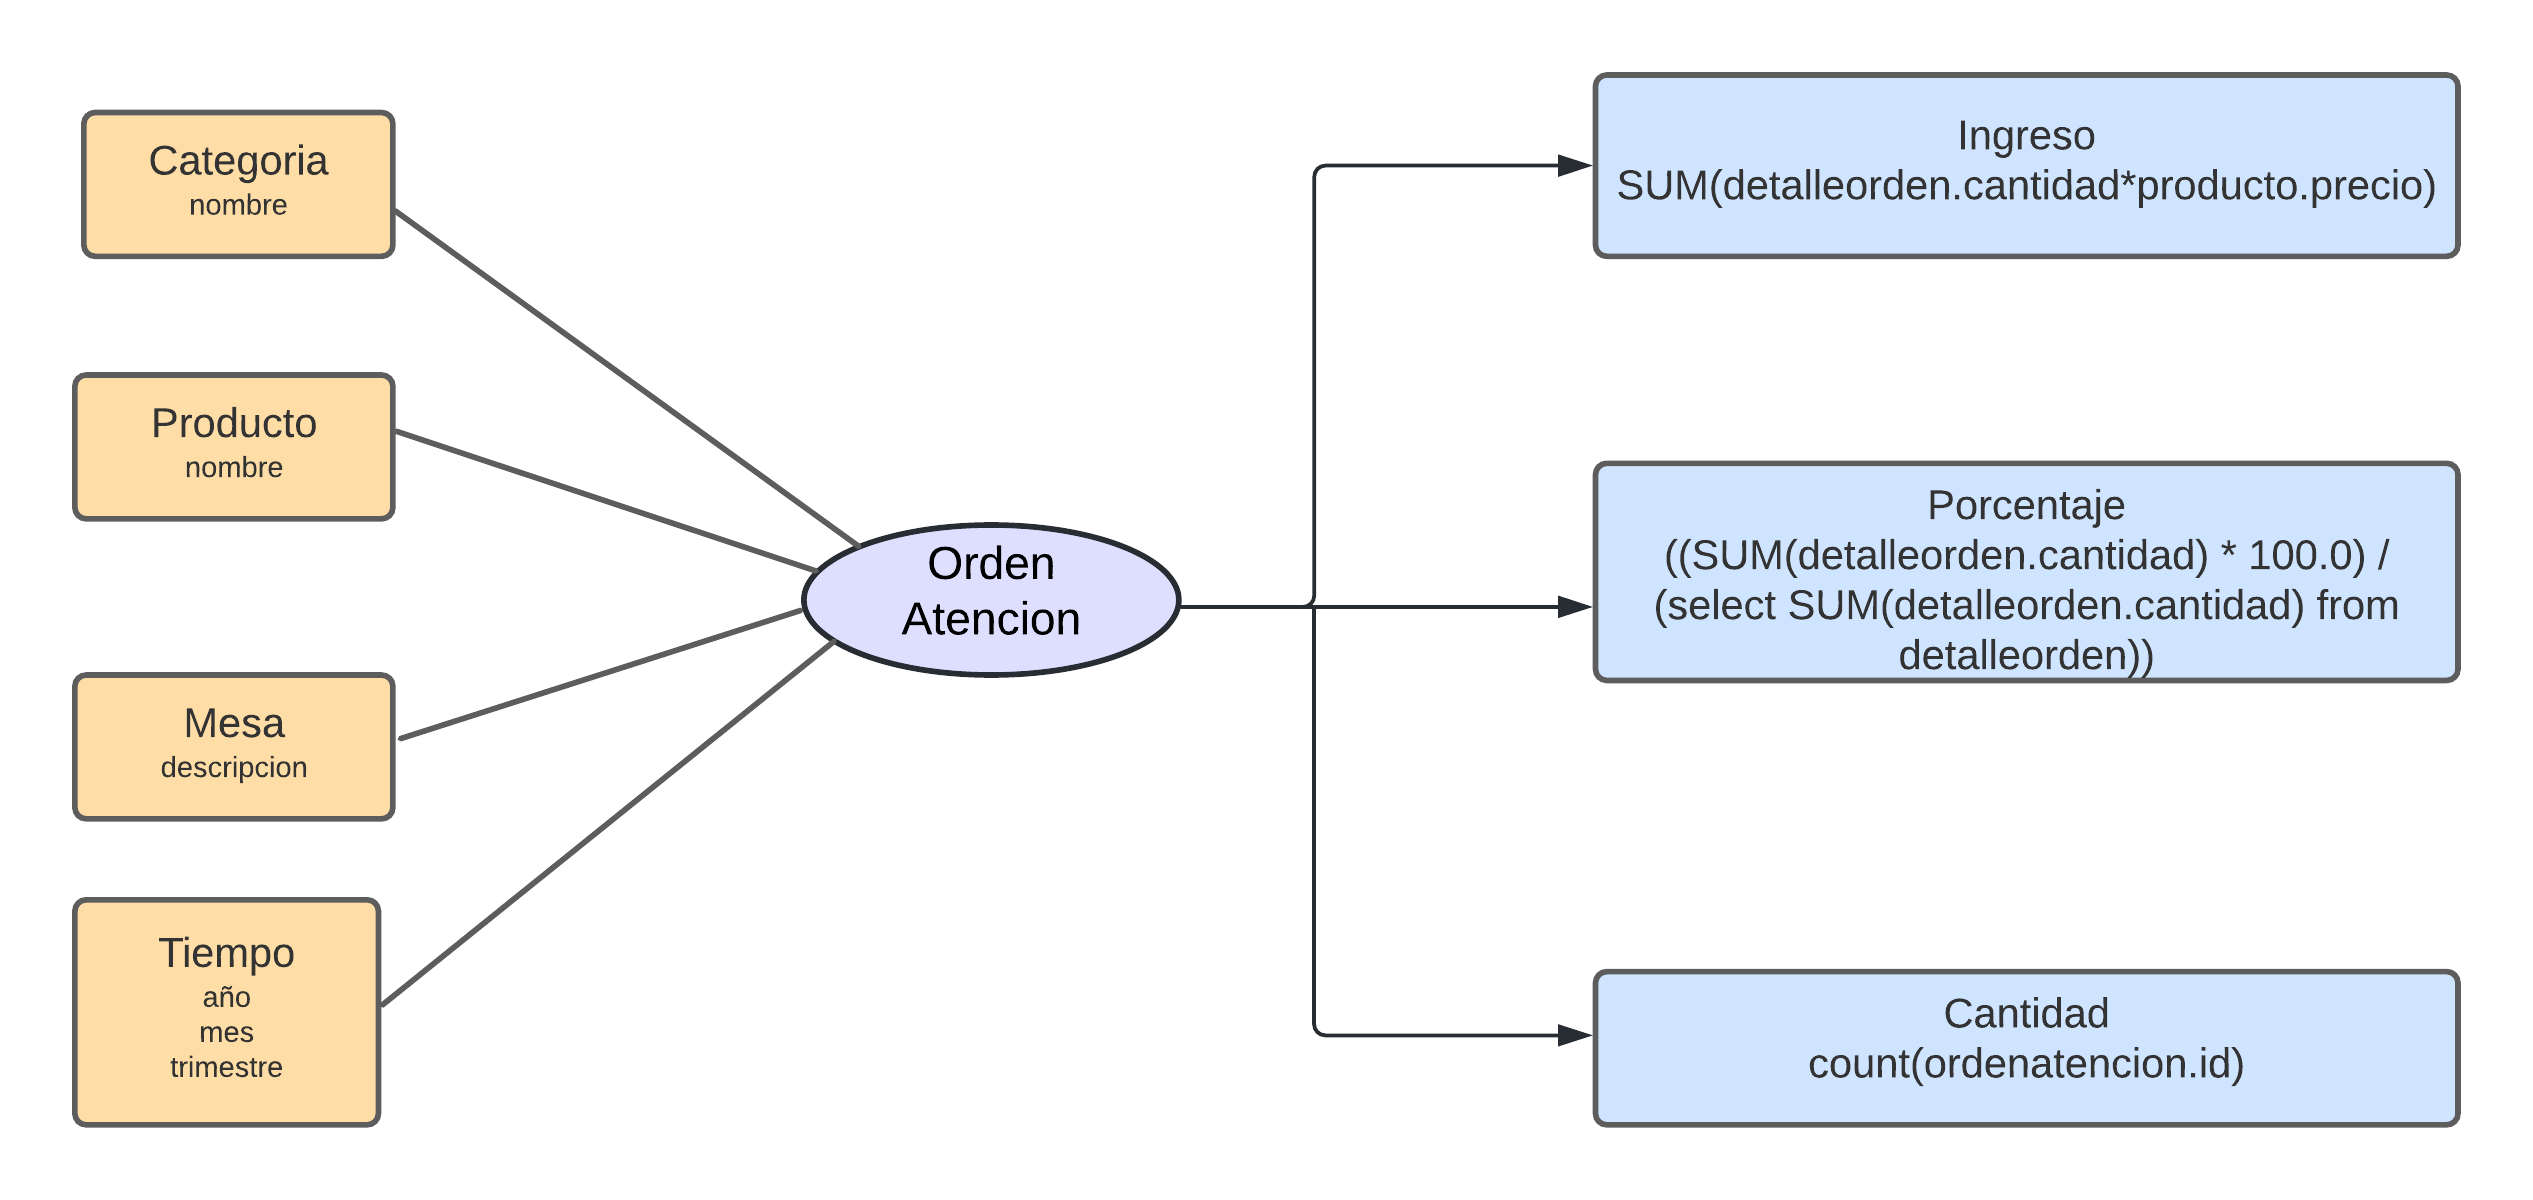 Categoria
nombre
Producto
nombre
Mesa
descripcion
Tiempo
año
mes
trimestre
Orden
Atencion
Ingreso
SUM(detalleorden.cantidad*producto.precio)
Porcentaje
((SUM(detalleorden.cantidad) * 100.0) /
(select SUM(detalleorden.cantidad) from
detalleorden))
Cantidad
count(ordenatencion.id)